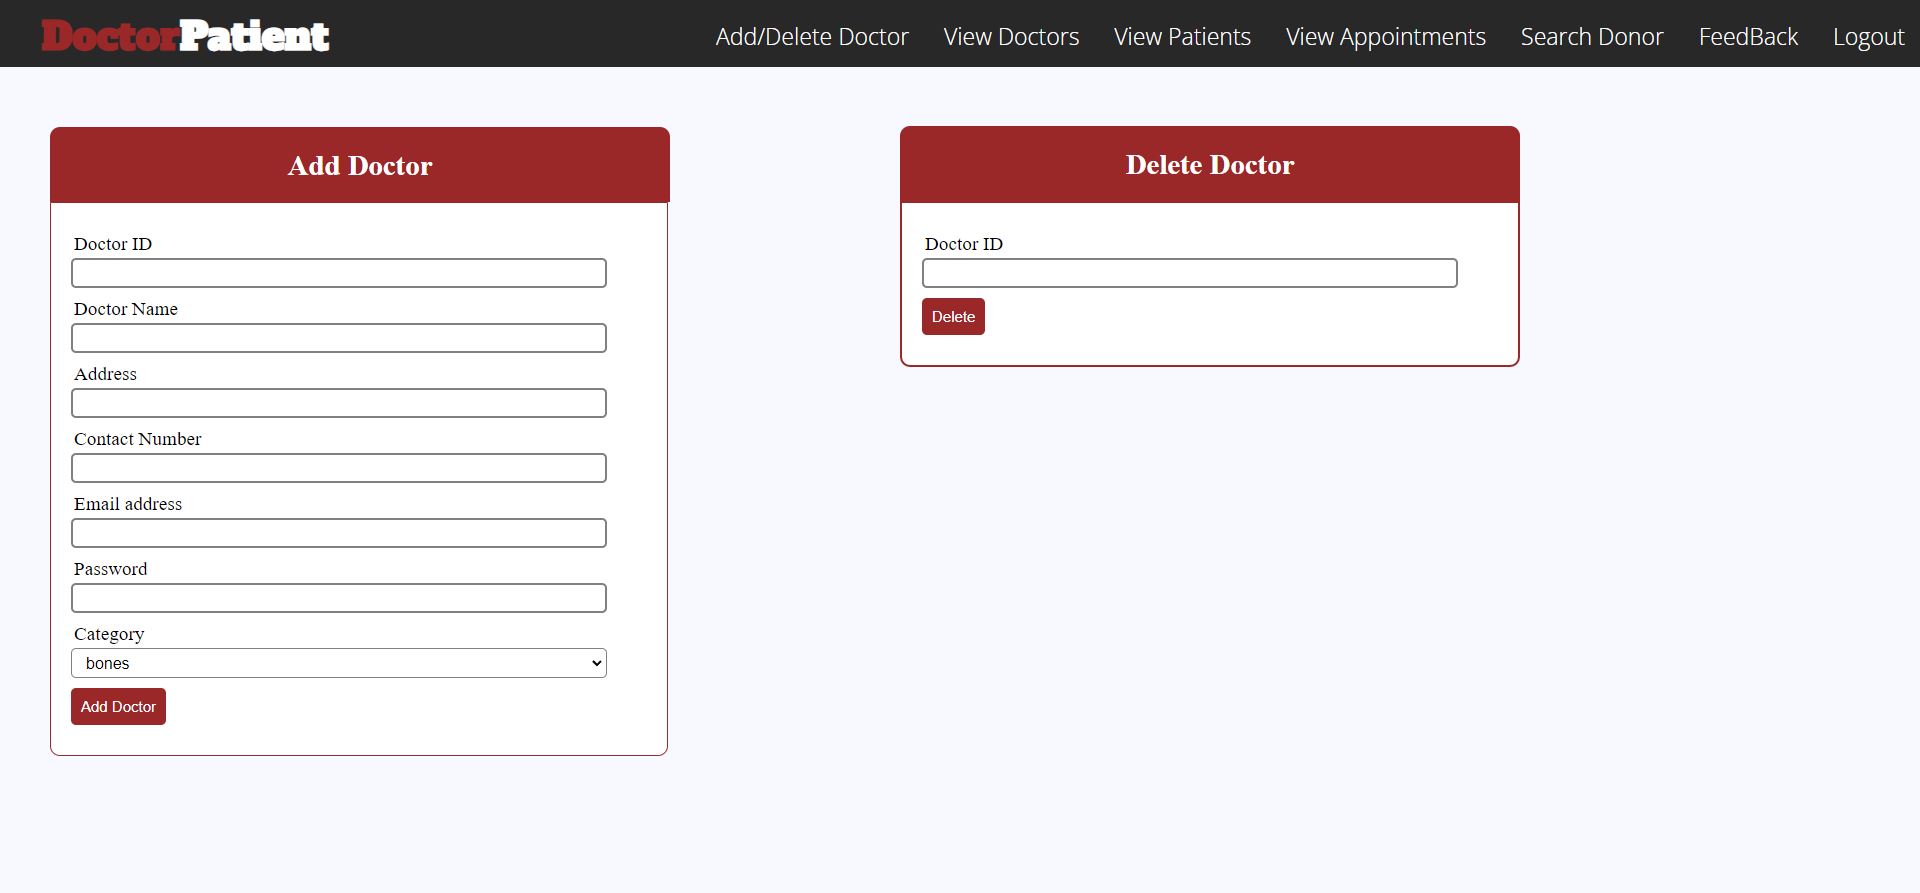 DoctorPatient
Add/Delete Doctor View Doctors View Patients View Appointments Search Donor FeedBack Logout
Add Doctor
Doctor ID
Doctor Name
Address
Contact Number
Email address
Password
Category
bones
Add Doctor
Delete Doctor
Doctor ID
Delete